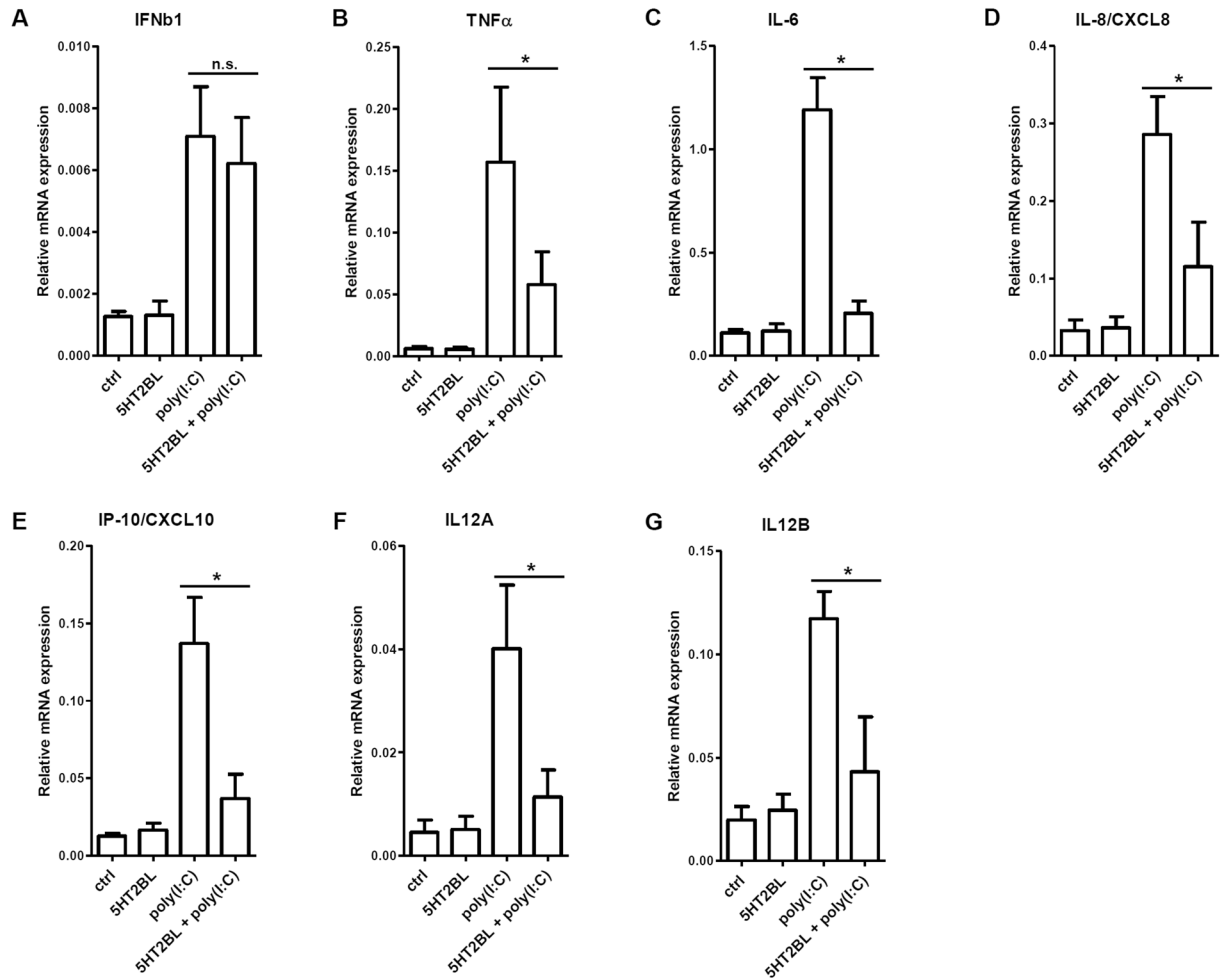 A
IFNb1
Relative mRNA expression
0.010
0.008
0.006
0.004
0.002
0.000
n.s.
ctrl
5HT2BL
poly(I:C)
5HT2BL + poly(I:C)
B
TNFα
Relative mRNA expression
0.25
0.20
0.15
0.10
0.05
0.00
*
ctrl
5HT2BL
poly(I:C)
5HT2BL + poly(I:C)
C
IL-6
Relative mRNA expression
1.5
1.0
0.5
0.0
*
ctrl
5HT2BL
poly(I:C)
5HT2BL + poly(I:C)
D
IL-8/CXCL8
Relative mRNA expression
0.4
0.3
0.2
0.1
0.0
*
ctrl
5HT2BL
poly(I:C)
5HT2BL + poly(I:C)
E
IP-10/CXCL10
Relative mRNA expression
0.20
0.15
0.10
0.05
0.00
*
ctrl
5HT2BL
poly(I:C)
5HT2BL + poly(I:C)
F
IL12A
Relative mRNA expression
0.06
0.04
0.02
0.00
*
ctrl
5HT2BL
poly(I:C)
5HT2BL + poly(I:C)
G
IL12B
Relative mRNA expression
0.15
0.10
0.05
0.00
*
ctrl
5HT2BL
poly(I:C)
5HT2BL + poly(I:C)